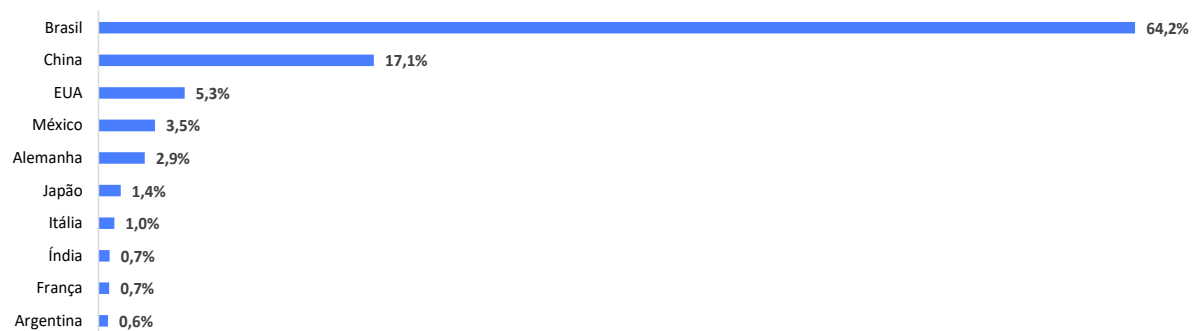 Brasil 64,2%
China 17,1%
EUA 5,3%
México 3,5%
Alemanha 2,9%
Japão 1,4%
Itália 1,0%
Índia 0,7%
França 0,7%
Argentina 0,6%